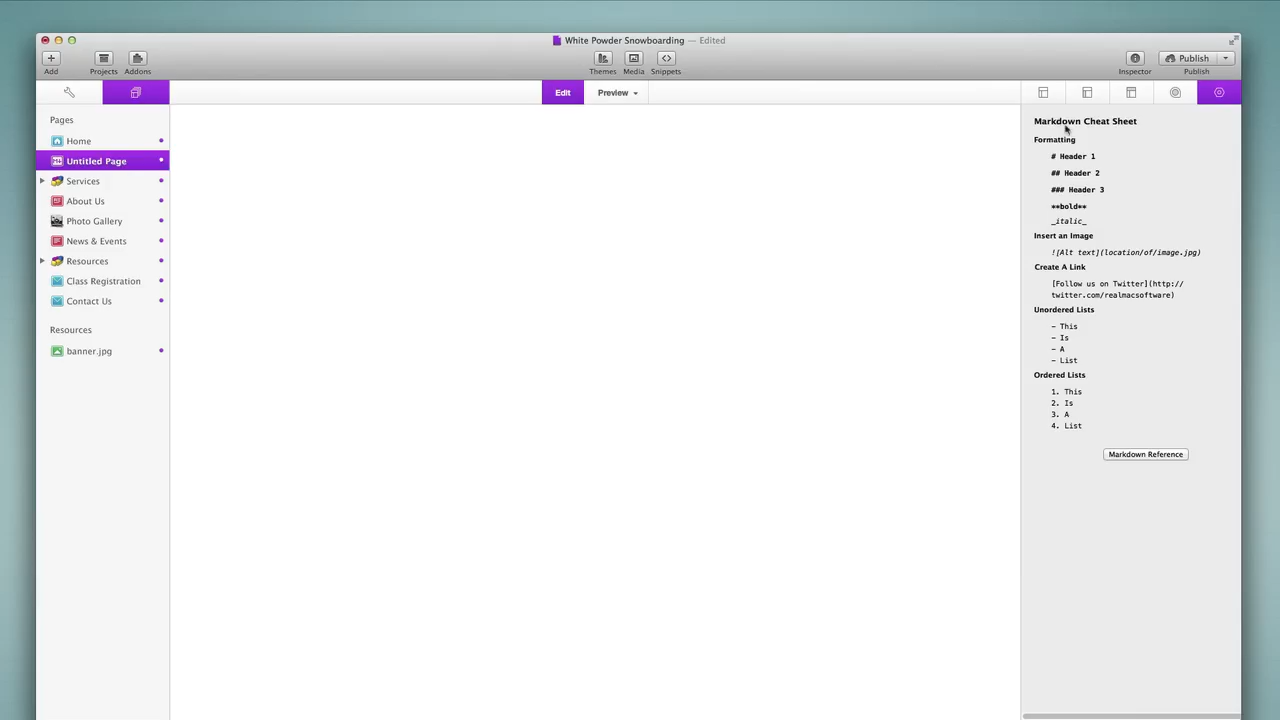 White Powder Snowboarding — Edited
Add
Projects
Addons
Themes
Media
Snippets
Inspector
Publish
Publish
Edit
Preview
Pages
Home
Untitled Page
Services
About Us
Photo Gallery
News & Events
Resources
Class Registration
Contact Us
Resources
banner.jpg
Markdown Cheat Sheet
Formatting
# Header 1
## Header 2
### Header 3
**bold**
_italic_
Insert an Image
![Alt text](location/of/image.jpg)
Create A Link
[Follow us on Twitter](http://
twitter.com/realmacsoftware)
Unordered Lists
- This
- Is
- A
- List
Ordered Lists
1. This
2. Is
3. A
4. List
Markdown Reference